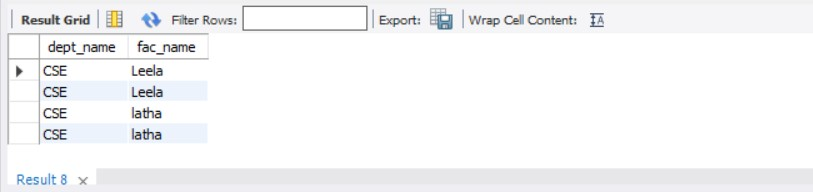 Result Grid Filter Rows: Export: Wrap Cell Content: IA
dept_name fac_name
CSE Leela
CSE Leela
CSE latha
CSE latha
Result 8 ×